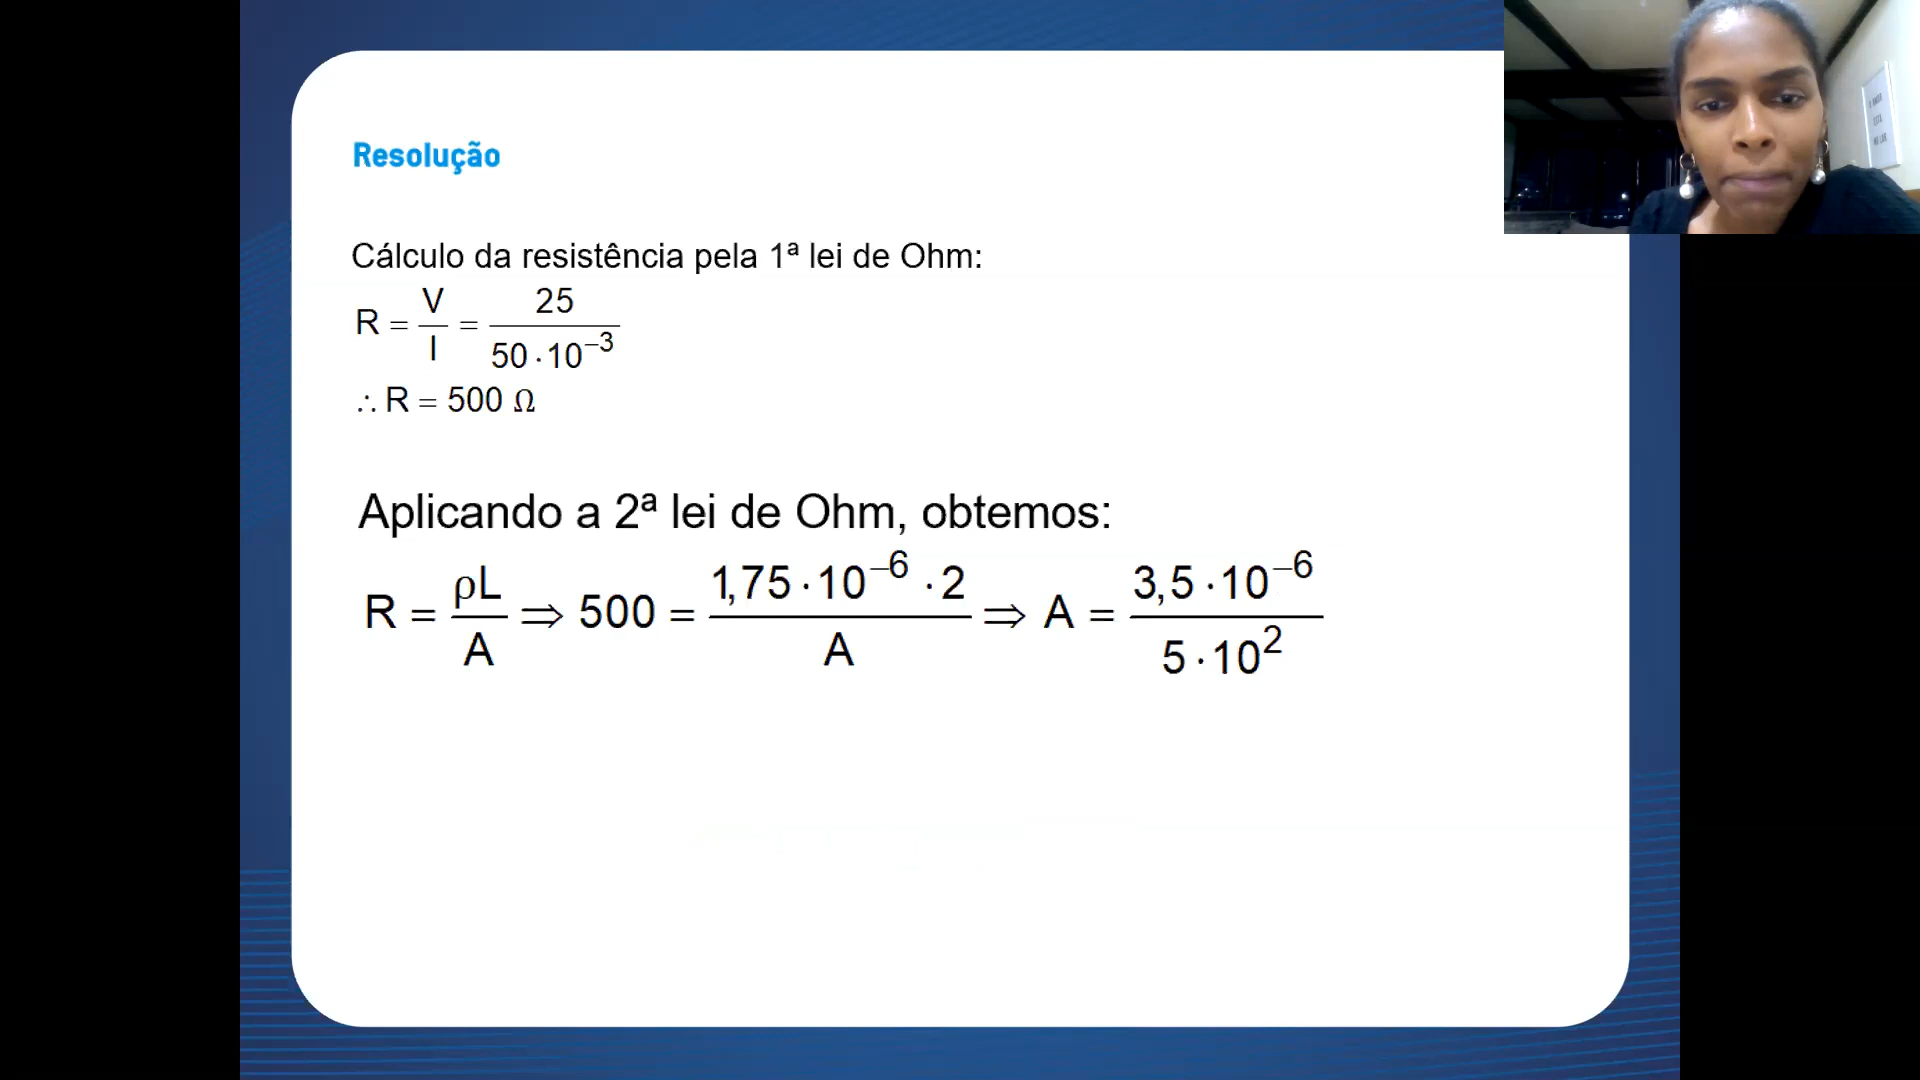 Resolução
Cálculo da resistência pela 1ª lei de Ohm:
R = V/I = 25/(50·10⁻³)
∴ R = 500 Ω
Aplicando a 2ª lei de Ohm, obtemos:
R = ρL/A ⇒ 500 = (1,75·10⁻⁶·2)/A ⇒ A = (3,5·10⁻⁶)/(5·10²)